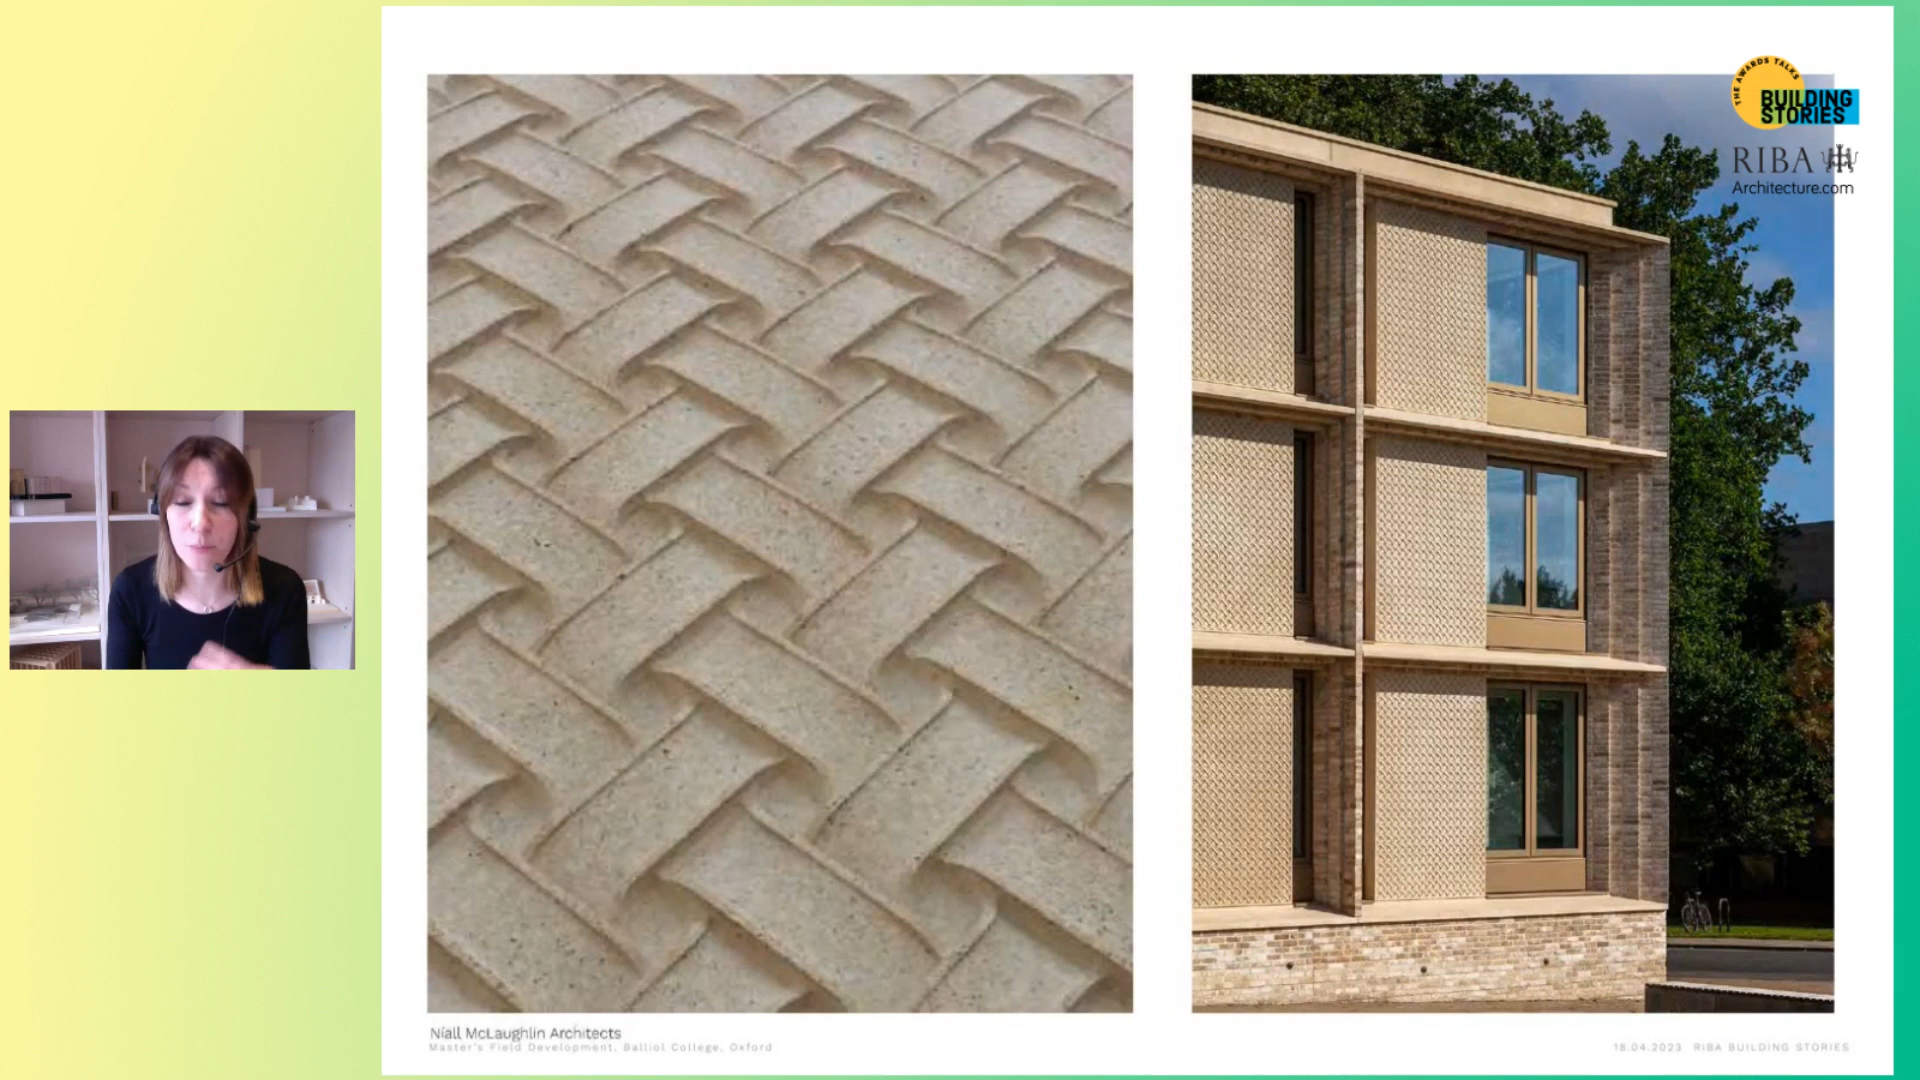 THE AWARDS TALKS
BUILDING
STORIES
RIBA
Architecture.com
Níall McLaughlin Architects
Master's Field Development, Balliol College, Oxford
18.04.2023 RIBA BUILDING STORIES